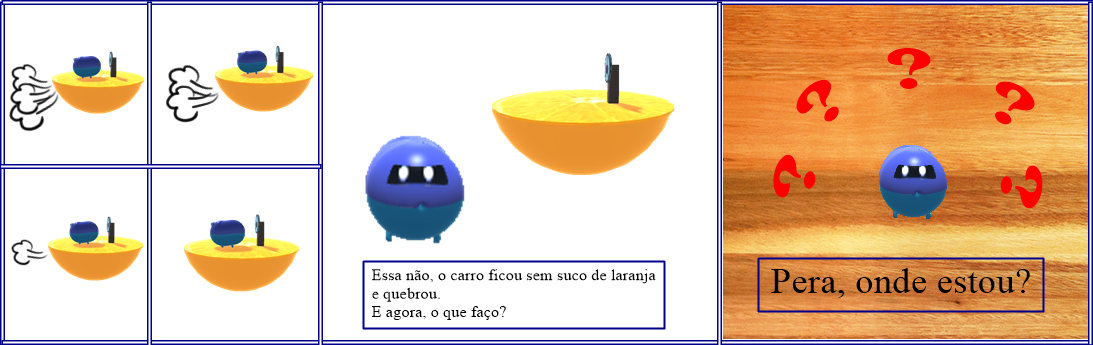 Essa não, o carro ficou sem suco de laranja
e quebrou.
E agora, o que faço?
? ? ? ? ?
Pera, onde estou?